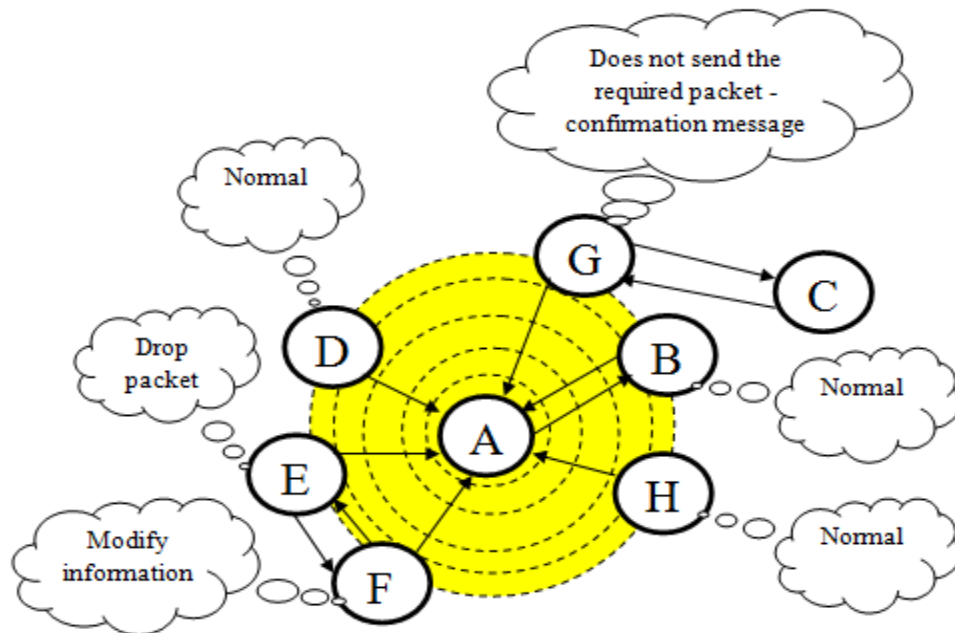 Does not send the
required packet -
confirmation message
Normal
G
C
D
B
Drop
packet
Normal
A
E
H
Modify
information
Normal
F